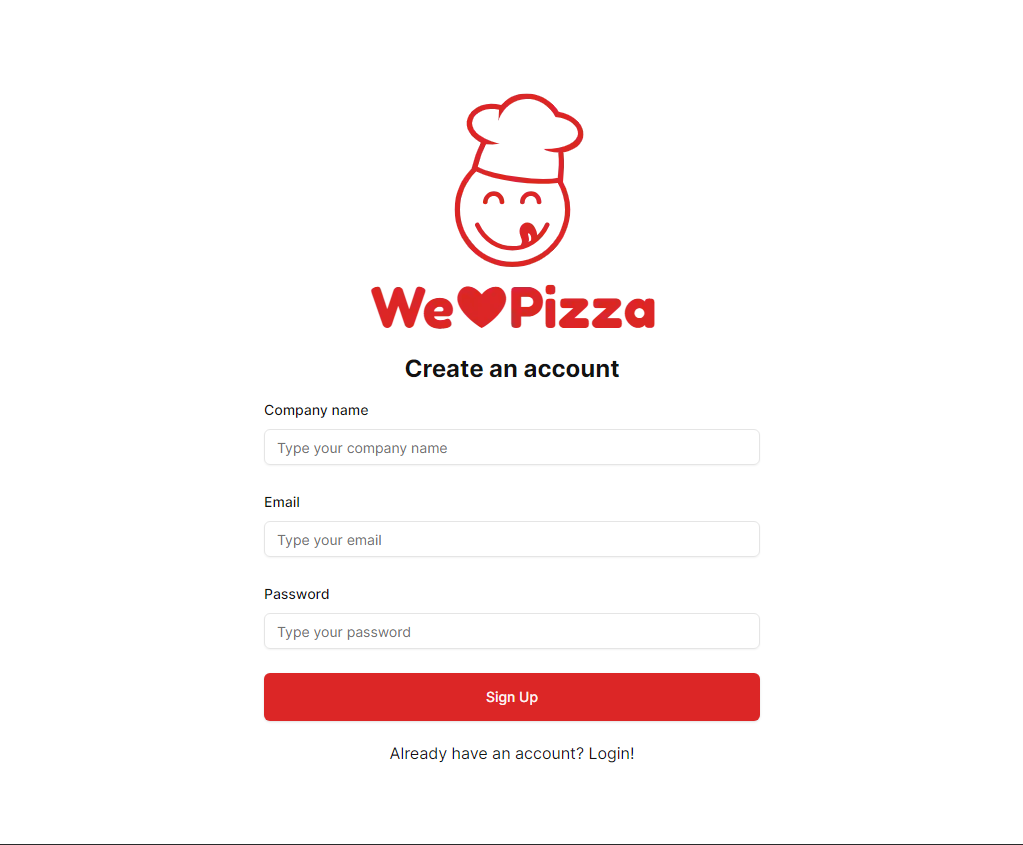 We❤Pizza
Create an account
Company name
Type your company name
Email
Type your email
Password
Type your password
Sign Up
Already have an account? Login!